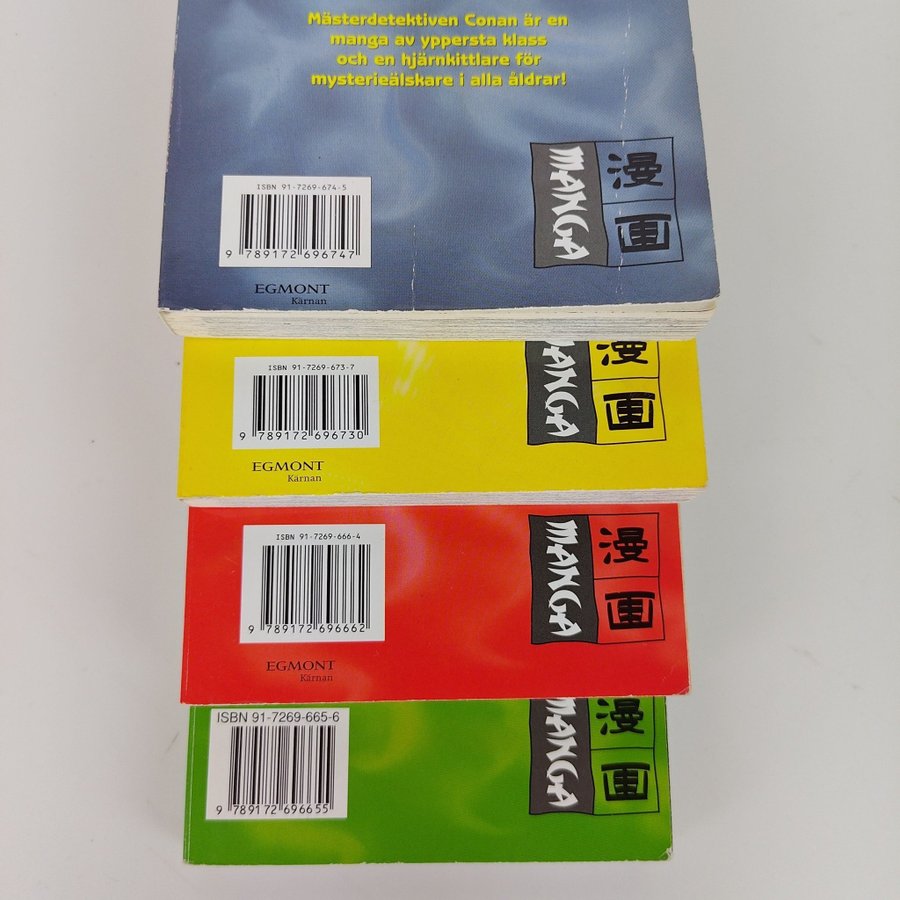 Mästerdetektiven Conan är en
manga av yppersta klass
och en hjärnkittlare för
mysterieälskare i alla åldrar!
ISBN 91-7269-674-5
9 789172 696747
EGMONT
Kärnan
MANGA
漫画
ISBN 91-7269-673-7
9 789172 696730
EGMONT
Kärnan
MANGA
漫画
ISBN 91-7269-666-4
9 789172 696662
EGMONT
Kärnan
MANGA
漫画
ISBN 91-7269-665-6
9 789172 696655
MANGA
漫画